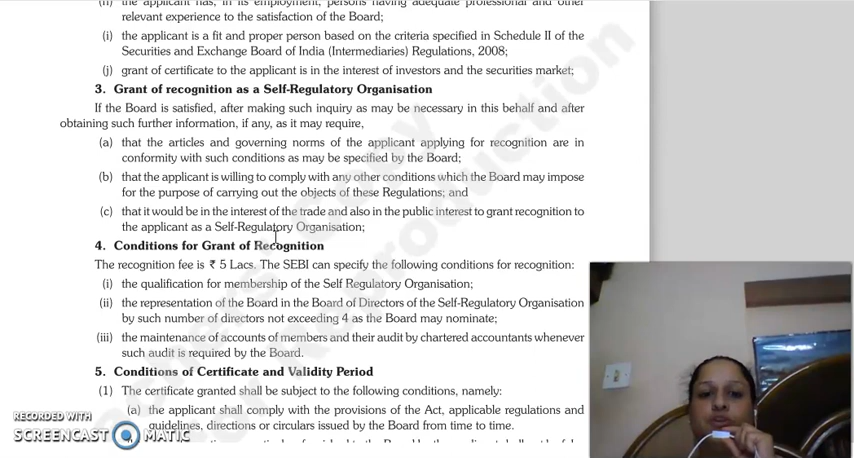 (h) the applicant has, in its employment, persons having adequate professional and other
relevant experience to the satisfaction of the Board;
(i) the applicant is a fit and proper person based on the criteria specified in Schedule II of the
Securities and Exchange Board of India (Intermediaries) Regulations, 2008;
(j) grant of certificate to the applicant is in the interest of investors and the securities market;
3. Grant of recognition as a Self-Regulatory Organisation
If the Board is satisfied, after making such inquiry as may be necessary in this behalf and after
obtaining such further information, if any, as it may require,
(a) that the articles and governing norms of the applicant applying for recognition are in
conformity with such conditions as may be specified by the Board;
(b) that the applicant is willing to comply with any other conditions which the Board may impose
for the purpose of carrying out the objects of these Regulations; and
(c) that it would be in the interest of the trade and also in the public interest to grant recognition to
the applicant as a Self-Regulatory Organisation;
4. Conditions for Grant of Recognition
The recognition fee is ₹ 5 Lacs. The SEBI can specify the following conditions for recognition:
(i) the qualification for membership of the Self Regulatory Organisation;
(ii) the representation of the Board in the Board of Directors of the Self-Regulatory Organisation
by such number of directors not exceeding 4 as the Board may nominate;
(iii) the maintenance of accounts of members and their audit by chartered accountants whenever
such audit is required by the Board.
5. Conditions of Certificate and Validity Period
(1) The certificate granted shall be subject to the following conditions, namely:
(a) the applicant shall comply with the provisions of the Act, applicable regulations and
guidelines, directions or circulars issued by the Board from time to time.
RECORDED WITH
SCREENCAST MATIC